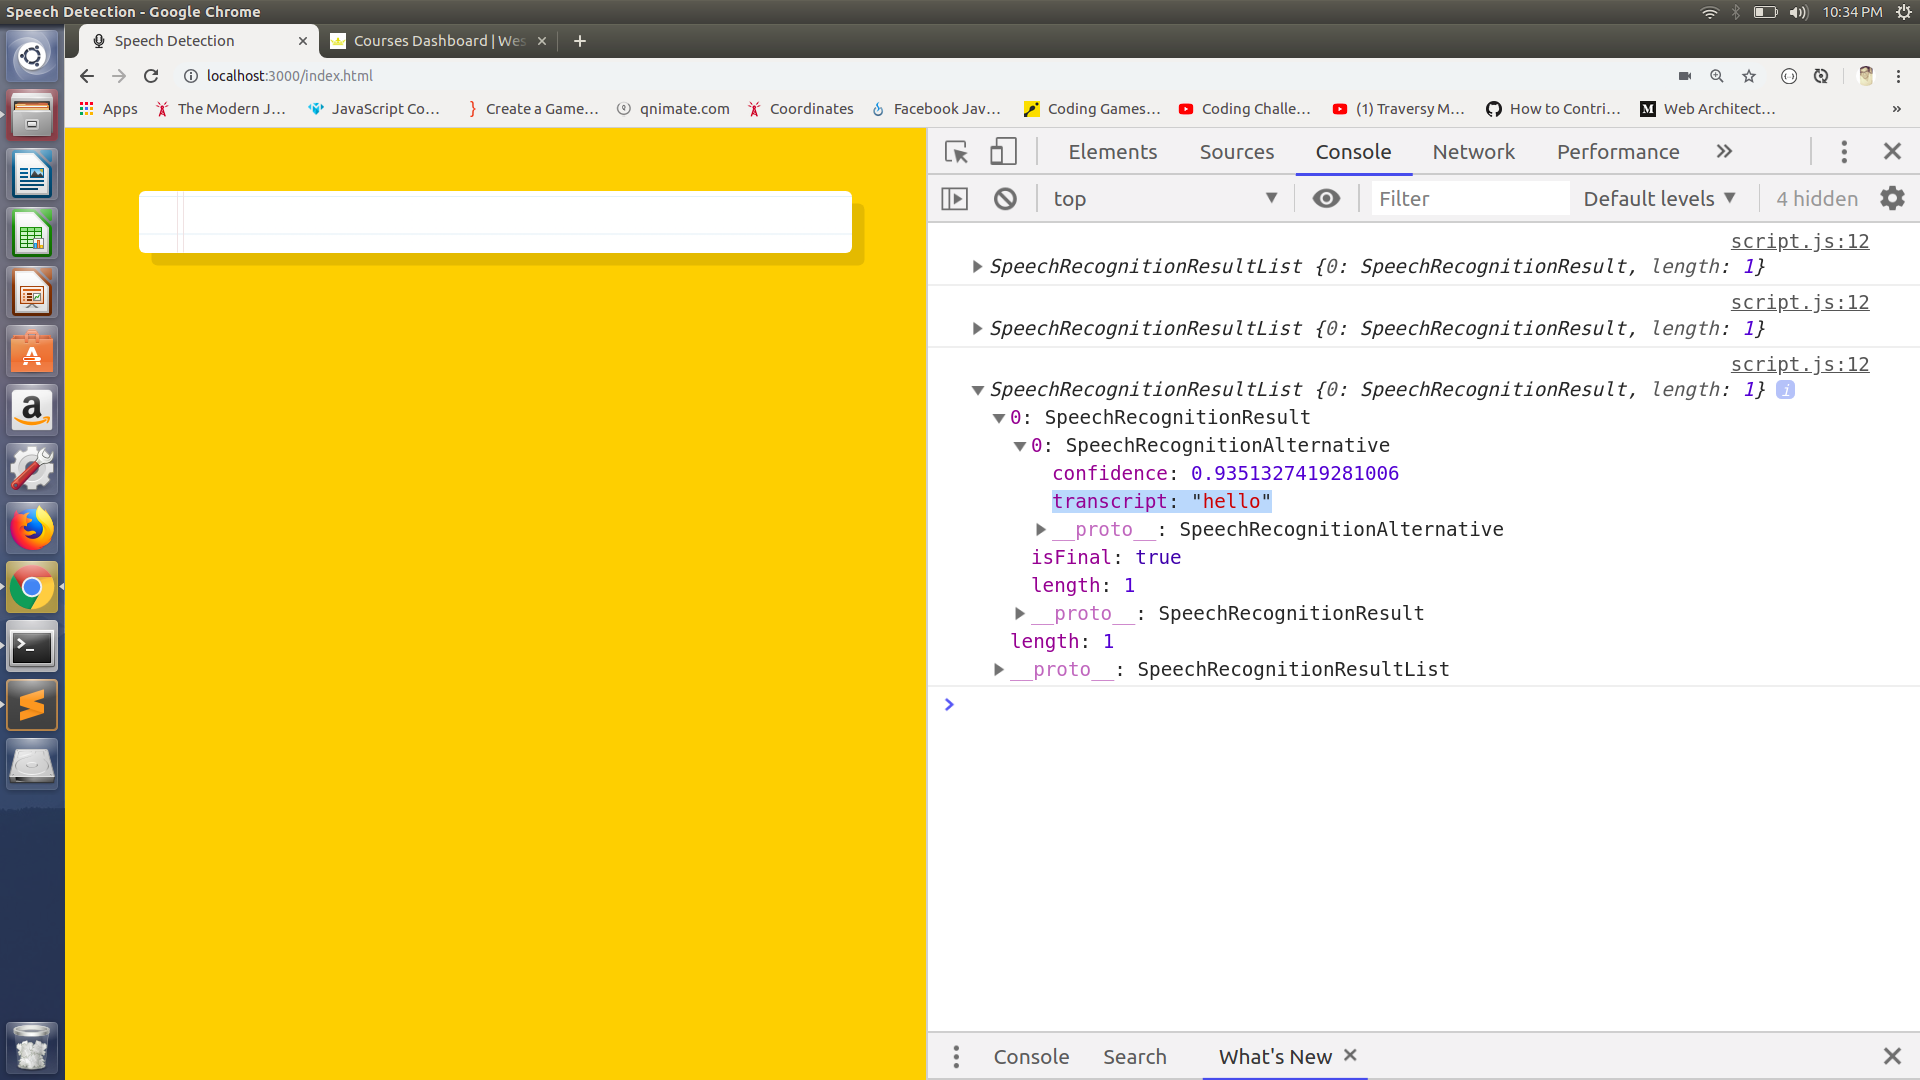 Speech Detection - Google Chrome
10:34 PM
Speech Detection
Courses Dashboard | Wes
localhost:3000/index.html
Apps
The Modern J...
JavaScript Co...
Create a Game...
qnimate.com
Coordinates
Facebook Jav...
Coding Games...
Coding Challe...
(1) Traversy M...
How to Contri...
Web Architect...
»
Elements
Sources
Console
Network
Performance
»
top
Filter
Default levels
4 hidden
script.js:12
SpeechRecognitionResultList {0: SpeechRecognitionResult, length: 1}
script.js:12
SpeechRecognitionResultList {0: SpeechRecognitionResult, length: 1}
script.js:12
SpeechRecognitionResultList {0: SpeechRecognitionResult, length: 1} i
0: SpeechRecognitionResult
0: SpeechRecognitionAlternative
confidence: 0.9351327419281006
transcript: "hello"
__proto__: SpeechRecognitionAlternative
isFinal: true
length: 1
__proto__: SpeechRecognitionResult
length: 1
__proto__: SpeechRecognitionResultList
>
Console
Search
What's New